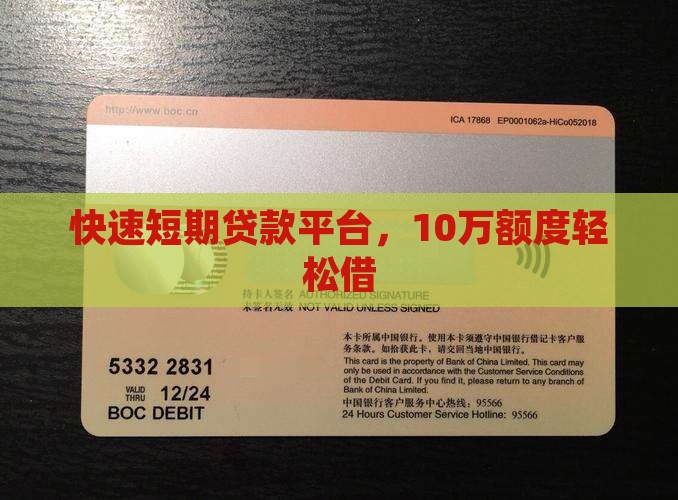 http://www.boc.cn
ICA 17868 EP0001062a-HiCo052018
快速短期贷款平台，10万额度轻
松借
持卡人签名 AUTHORIZED SIGNATURE
未签名无效 NOT VALID UNLESS SIGNED
本卡所属中国银行。使用本卡须遵守中国银行借记卡客户服
务条款。如拾获此卡，请交回当地中国银行。
This card is the property of Bank of China Limited. This card may
only be used in accordance with the Customer Service Conditions
of the Debit Card. If you find it, please return to any branch of
Bank of China Limited.
中国银行客户服务中心热线：95566
24 Hours Customer Service Hotline: 95566
5332 2831
VALID
THRU 12/24
BOC DEBIT